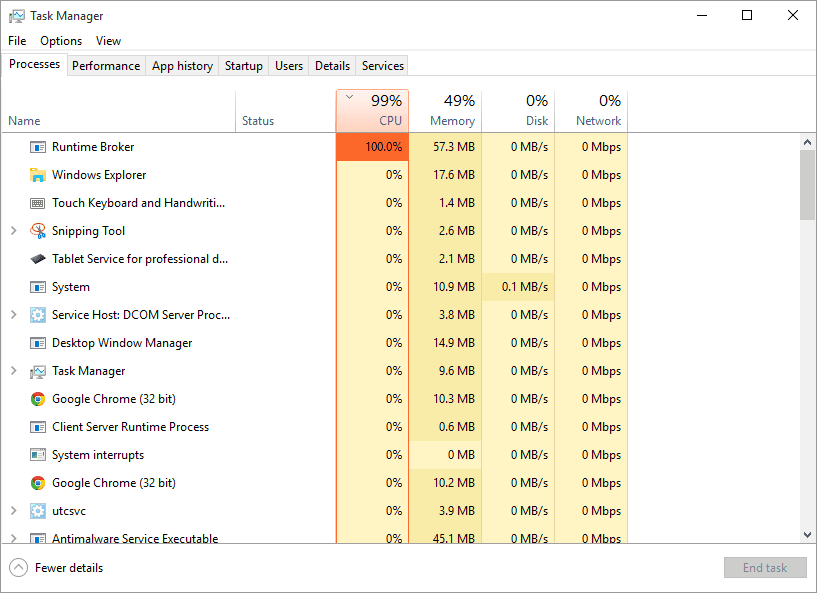 Task Manager
File Options View
Processes Performance App history Startup Users Details Services
99% 49% 0% 0%
Name Status CPU Memory Disk Network
Runtime Broker 100.0% 57.3 MB 0 MB/s 0 Mbps
Windows Explorer 0% 17.6 MB 0 MB/s 0 Mbps
Touch Keyboard and Handwriti... 0% 1.4 MB 0 MB/s 0 Mbps
Snipping Tool 0% 2.6 MB 0 MB/s 0 Mbps
Tablet Service for professional d... 0% 2.1 MB 0 MB/s 0 Mbps
System 0% 10.9 MB 0.1 MB/s 0 Mbps
Service Host: DCOM Server Proc... 0% 3.8 MB 0 MB/s 0 Mbps
Desktop Window Manager 0% 14.9 MB 0 MB/s 0 Mbps
Task Manager 0% 9.6 MB 0 MB/s 0 Mbps
Google Chrome (32 bit) 0% 10.3 MB 0 MB/s 0 Mbps
Client Server Runtime Process 0% 0.6 MB 0 MB/s 0 Mbps
System interrupts 0% 0 MB 0 MB/s 0 Mbps
Google Chrome (32 bit) 0% 10.2 MB 0 MB/s 0 Mbps
utcsvc 0% 3.9 MB 0 MB/s 0 Mbps
Antimalware Service Executable 0% 45.1 MB 0 MB/s 0 Mbps
Fewer details End task